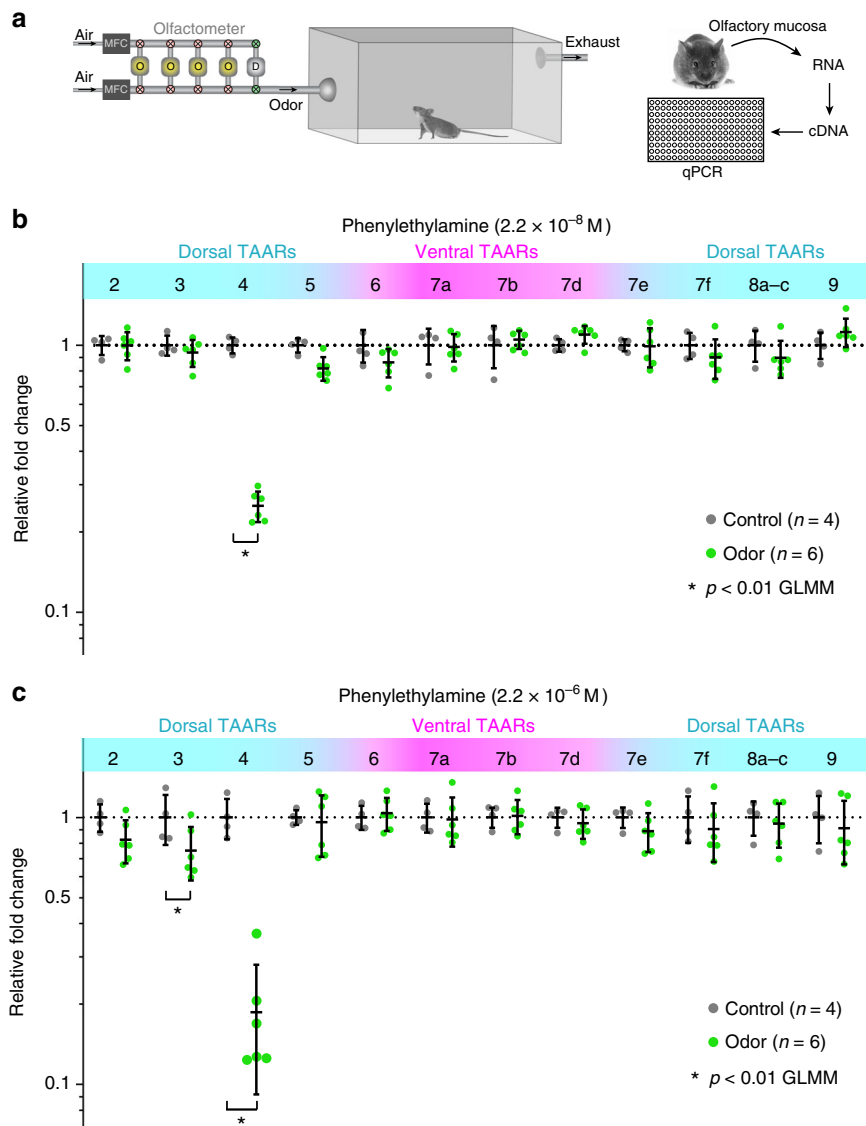 a
Olfactometer
Air
MFC
O O O O D
Air
MFC
Odor
Exhaust
Olfactory mucosa
RNA
cDNA
qPCR
b
Phenylethylamine (2.2 × 10⁻⁸ M)
Dorsal TAARs Ventral TAARs Dorsal TAARs
2 3 4 5 6 7a 7b 7d 7e 7f 8a–c 9
Relative fold change
1
0.5
0.1
*
Control (n = 4)
Odor (n = 6)
* p < 0.01 GLMM
c
Phenylethylamine (2.2 × 10⁻⁶ M)
Dorsal TAARs Ventral TAARs Dorsal TAARs
2 3 4 5 6 7a 7b 7d 7e 7f 8a–c 9
Relative fold change
1
0.5
0.1
*
*
Control (n = 4)
Odor (n = 6)
* p < 0.01 GLMM